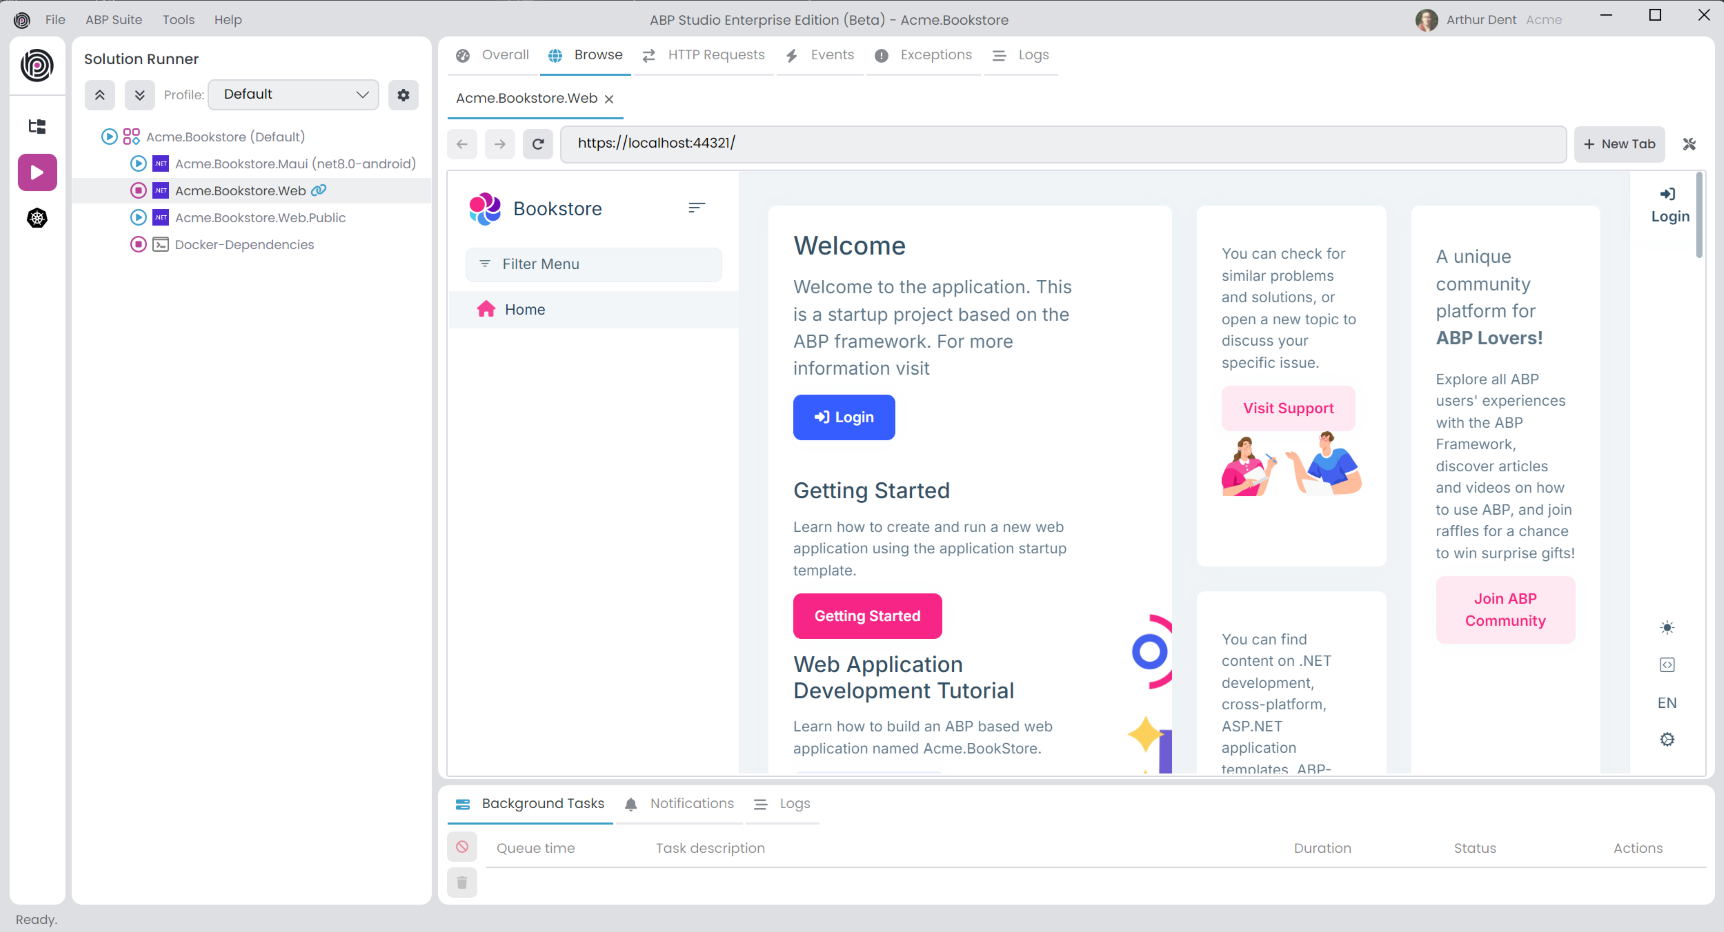 File ABP Suite Tools Help
ABP Studio Enterprise Edition (Beta) - Acme.Bookstore
Arthur Dent Acme
Solution Runner
Profile: Default
Acme.Bookstore (Default)
.NET Acme.Bookstore.Maui (net8.0-android)
.NET Acme.Bookstore.Web
.NET Acme.Bookstore.Web.Public
Docker-Dependencies
Overall Browse HTTP Requests Events Exceptions Logs
Acme.Bookstore.Web
https://localhost:44321/
New Tab
Bookstore
Filter Menu
Home
Welcome
Welcome to the application. This
is a startup project based on the
ABP framework. For more
information visit
Login
Getting Started
Learn how to create and run a new web
application using the application startup
template.
Getting Started
Web Application
Development Tutorial
Learn how to build an ABP based web
application named Acme.BookStore.
You can check for
similar problems
and solutions, or
open a new topic to
discuss your
specific issue.
Visit Support
You can find
content on .NET
development,
cross-platform,
ASP.NET
application
templates, ABP-
A unique
community
platform for
ABP Lovers!
Explore all ABP
users' experiences
with the ABP
Framework,
discover articles
and videos on how
to use ABP, and join
raffles for a chance
to win surprise gifts!
Join ABP
Community
Login
EN
Background Tasks Notifications Logs
Queue time Task description Duration Status Actions
Ready.